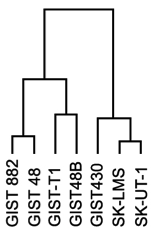 GIST 882
GIST 48
GIST-T1
GIST48B
GIST430
SK-LMS
SK-UT-1